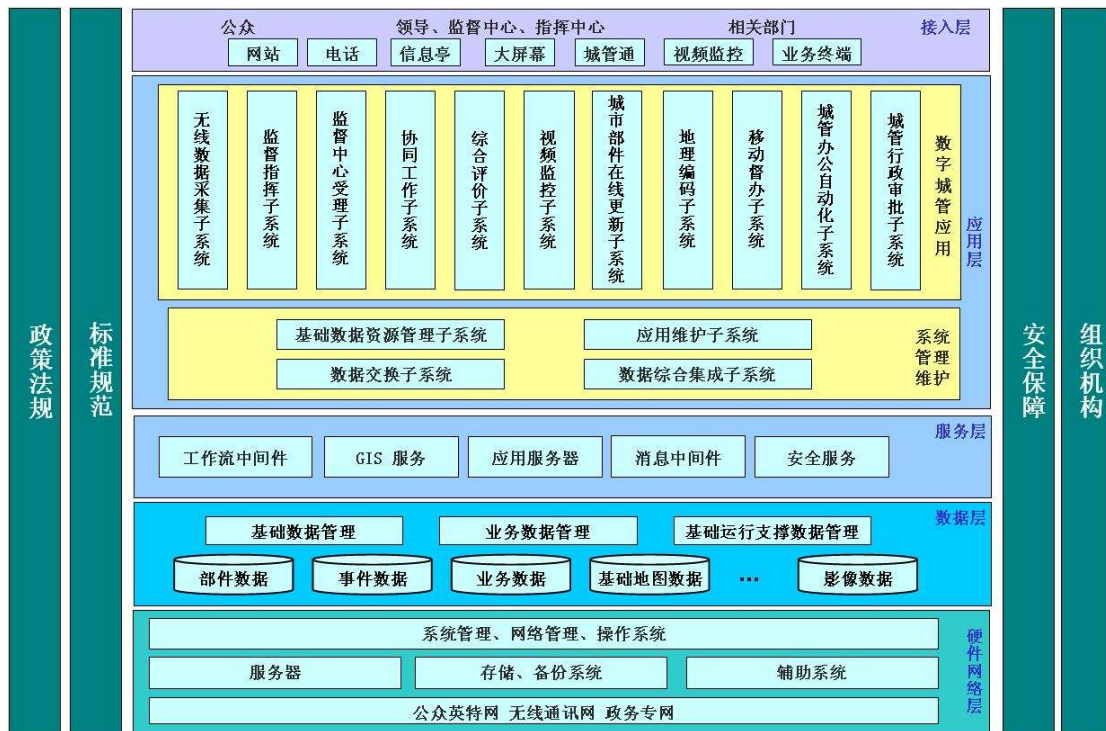 政策法规
标准规范
公众 领导、监督中心、指挥中心 相关部门 接入层
网站 电话 信息亭 大屏幕 城管通 视频监控 业务终端
无线数据采集子系统
监督指挥子系统
监督中心受理子系统
协同工作子系统
综合评价子系统
视频监控子系统
城市部件在线更新子系统
地理编码子系统
移动督办子系统
城管办公自动化子系统
城管行政审批子系统
数字城管应用
应用层
基础数据资源管理子系统 应用维护子系统
数据交换子系统 数据综合集成子系统
系统
管理
维护
服务层
工作流中间件 GIS 服务 应用服务器 消息中间件 安全服务
数据层
基础数据管理 业务数据管理 基础运行支撑数据管理
部件数据 事件数据 业务数据 基础地图数据 … 影像数据
系统管理、网络管理、操作系统
服务器 存储、备份系统 辅助系统
公众英特网 无线通讯网 政务专网
硬件网络层
安全保障
组织机构